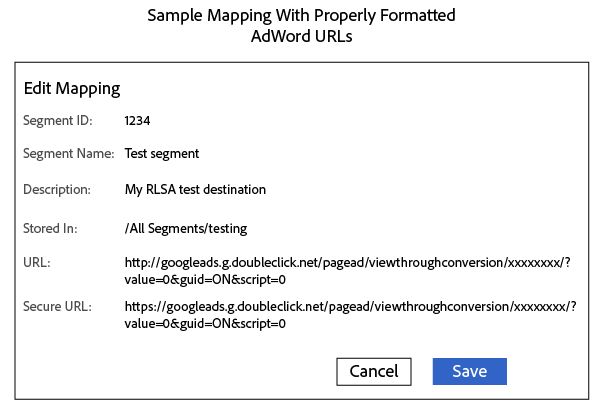 Sample Mapping With Properly Formatted
AdWord URLs
Edit Mapping
Segment ID: 1234
Segment Name: Test segment
Description: My RLSA test destination
Stored In: /All Segments/testing
URL: http://googleads.g.doubleclick.net/pagead/viewthroughconversion/xxxxxxxx/?
value=0&guid=ON&script=0
Secure URL: https://googleads.g.doubleclick.net/pagead/viewthroughconversion/xxxxxxxx/?
value=0&guid=ON&script=0
Cancel Save